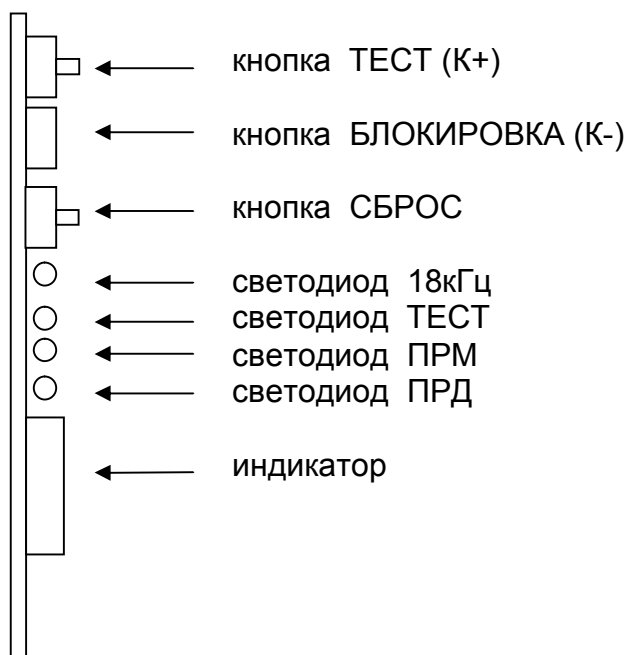 кнопка ТЕСТ (К+)
кнопка БЛОКИРОВКА (К-)
кнопка СБРОС
светодиод 18кГц
светодиод ТЕСТ
светодиод ПРМ
светодиод ПРД
индикатор